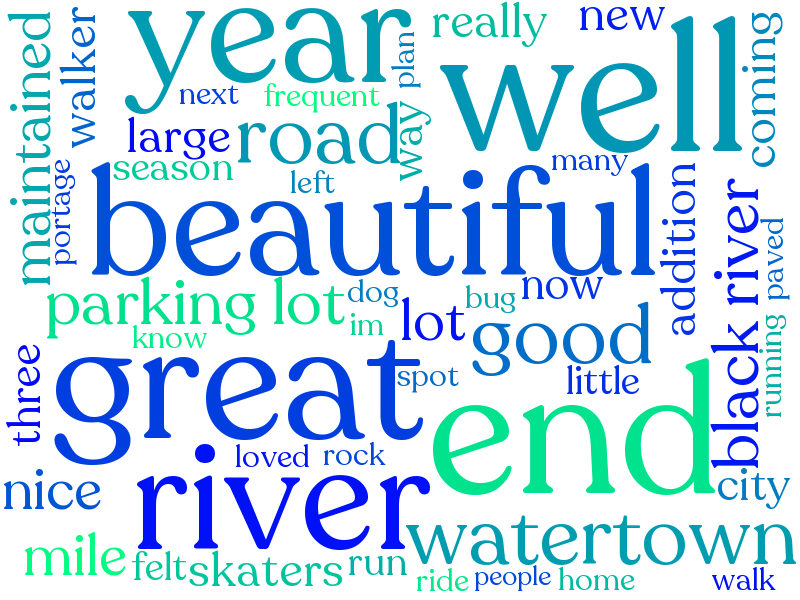 year
really
new
well
maintained
walker
plan
coming
next
frequent
large
road
way
season
left
many
portage
beautiful
addition
black river
paved
parking lot
dog
bug
now
im
lot
know
good
running
three
great
spot
little
end
loved
rock
nice
river
city
watertown
mile
felt
skaters
run
ride
people
home
walk